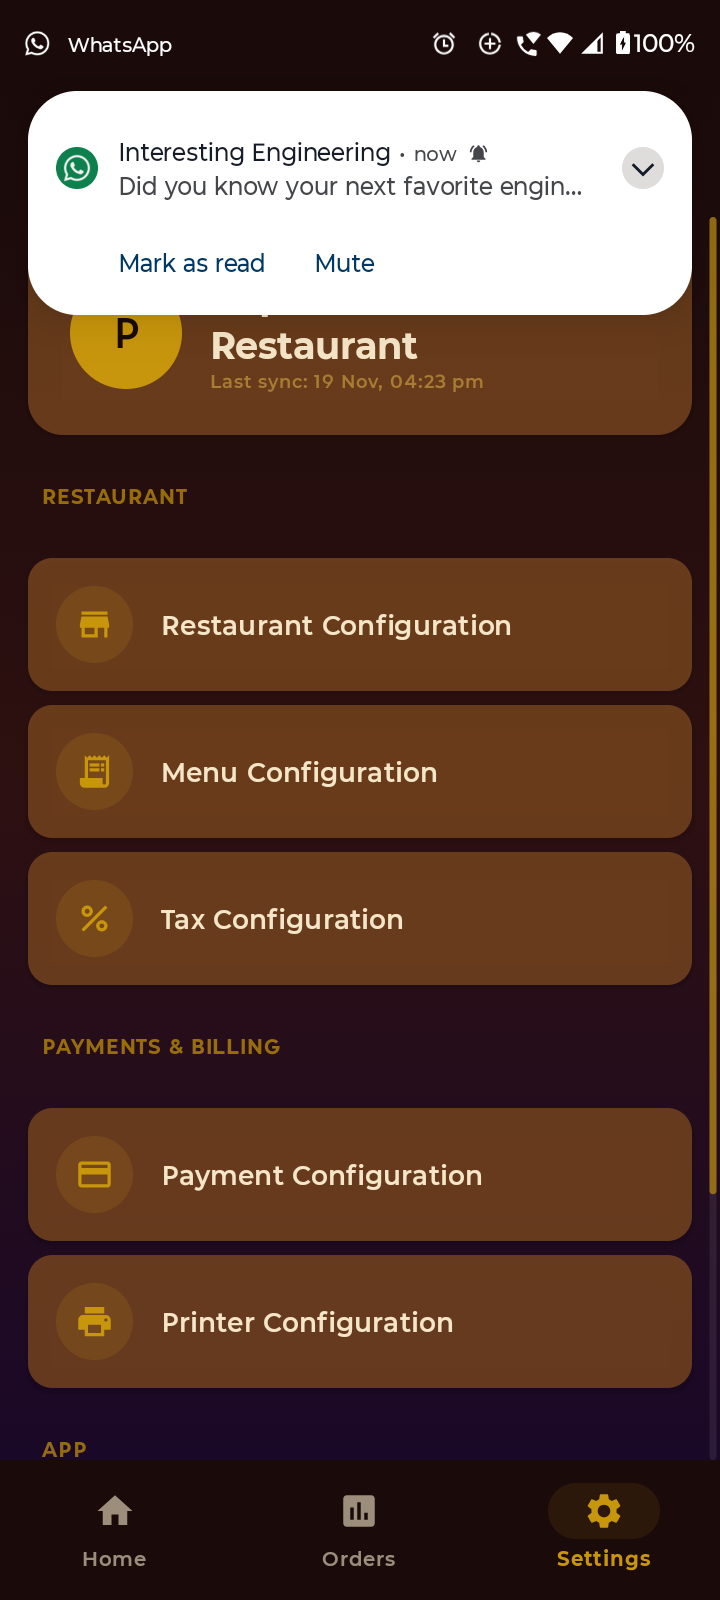 WhatsApp
100%
Interesting Engineering • now
Did you know your next favorite engin...
Mark as read Mute
P
Restaurant
Last sync: 19 Nov, 04:23 pm
RESTAURANT
Restaurant Configuration
Menu Configuration
Tax Configuration
PAYMENTS & BILLING
Payment Configuration
Printer Configuration
APP
Home Orders Settings